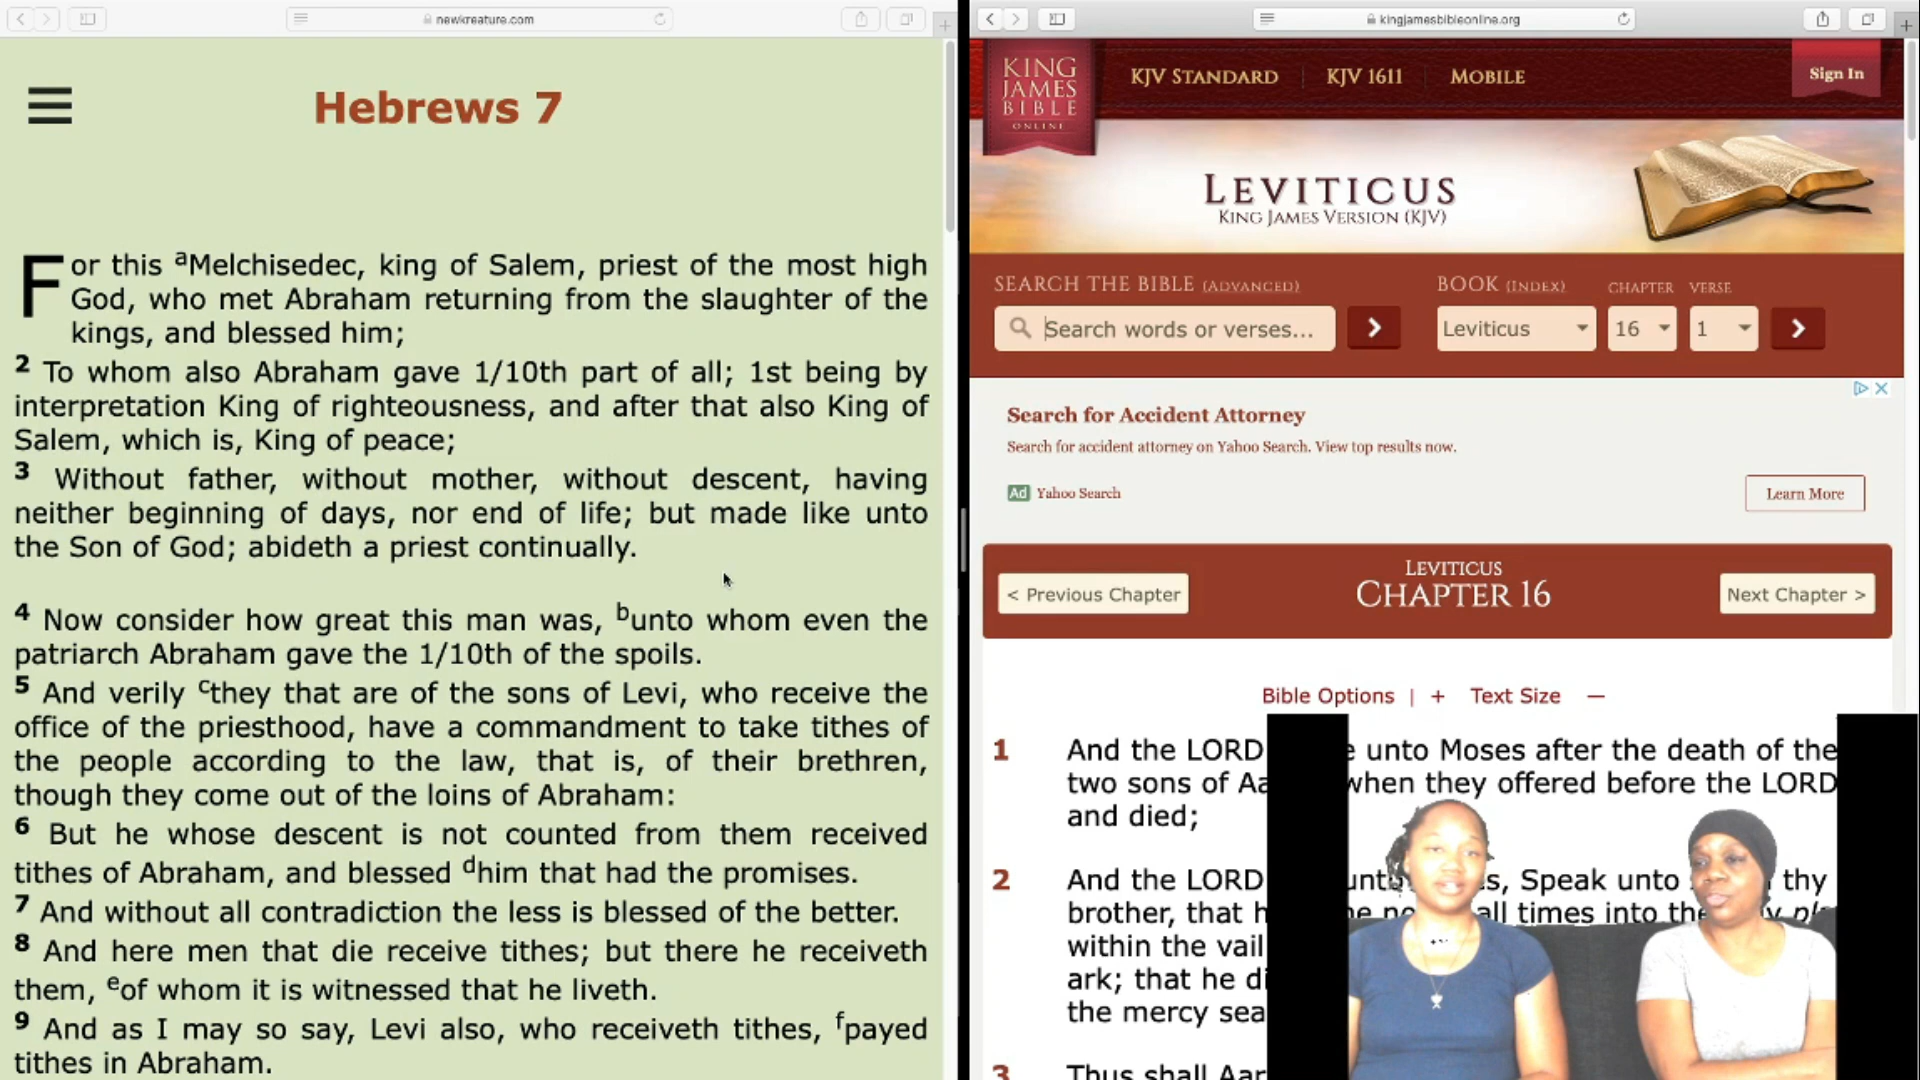 newkreature.com
Hebrews 7
For this aMelchisedec, king of Salem, priest of the most high
God, who met Abraham returning from the slaughter of the
kings, and blessed him;
2 To whom also Abraham gave 1/10th part of all; 1st being by
interpretation King of righteousness, and after that also King of
Salem, which is, King of peace;
3 Without father, without mother, without descent, having
neither beginning of days, nor end of life; but made like unto
the Son of God; abideth a priest continually.
4 Now consider how great this man was, bunto whom even the
patriarch Abraham gave the 1/10th of the spoils.
5 And verily cthey that are of the sons of Levi, who receive the
office of the priesthood, have a commandment to take tithes of
the people according to the law, that is, of their brethren,
though they come out of the loins of Abraham:
6 But he whose descent is not counted from them received
tithes of Abraham, and blessed dhim that had the promises.
7 And without all contradiction the less is blessed of the better.
8 And here men that die receive tithes; but there he receiveth
them, eof whom it is witnessed that he liveth.
9 And as I may so say, Levi also, who receiveth tithes, fpayed
tithes in Abraham.
kingjamesbibleonline.org
KING
JAMES
BIBLE
ONLINE
KJV STANDARD KJV 1611 MOBILE
Sign In
LEVITICUS
KING JAMES VERSION (KJV)
SEARCH THE BIBLE (ADVANCED) BOOK (INDEX) CHAPTER VERSE
Search words or verses... Leviticus 16 1
Search for Accident Attorney
Search for accident attorney on Yahoo Search. View top results now.
Ad Yahoo Search
Learn More
LEVITICUS
< Previous Chapter CHAPTER 16 Next Chapter >
Bible Options | + Text Size —
1 And the LORD unto Moses after the death of the
two sons of when they offered before the LORD
and died;
2 And the LORD Speak unto thy
brother, that all times into the
within the vail
ark; that he
the mercy
3 Thus shall